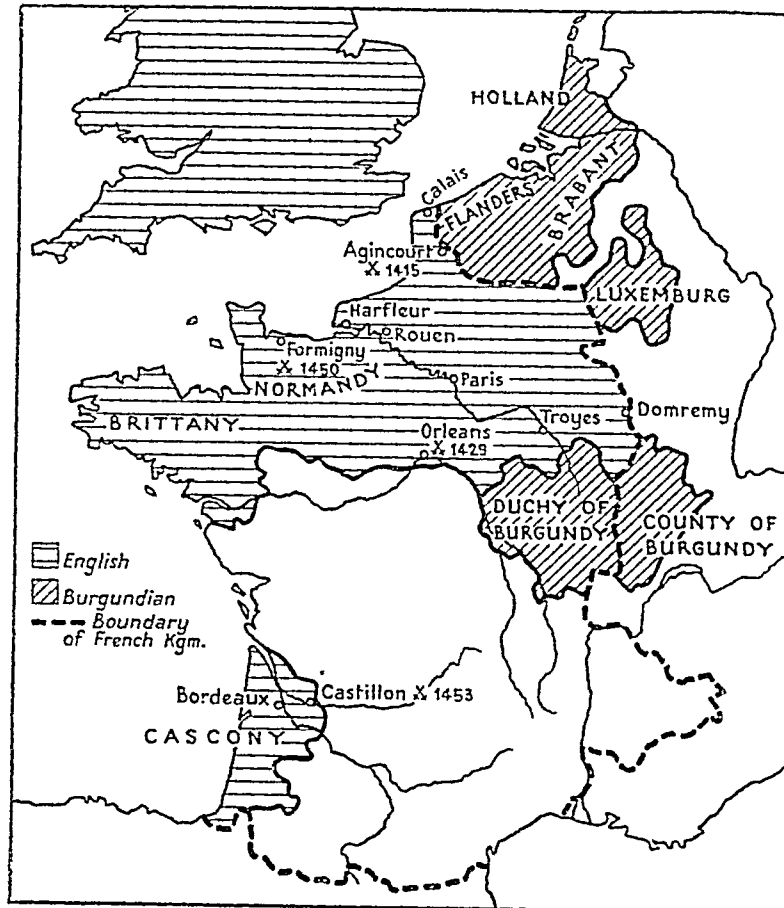 HOLLAND
Calais
FLANDERS
BRABANT
Agincourt
X 1415
LUXEMBURG
Harfleur
Rouen
Formigny
X 1450
NORMANDY
Paris
Troyes
Domremy
BRITTANY
Orleans
X 1429
DUCHY OF
BURGUNDY
COUNTY OF
BURGUNDY
English
Burgundian
Boundary
of French Kgm.
Bordeaux
Castillon X 1453
CASCONY